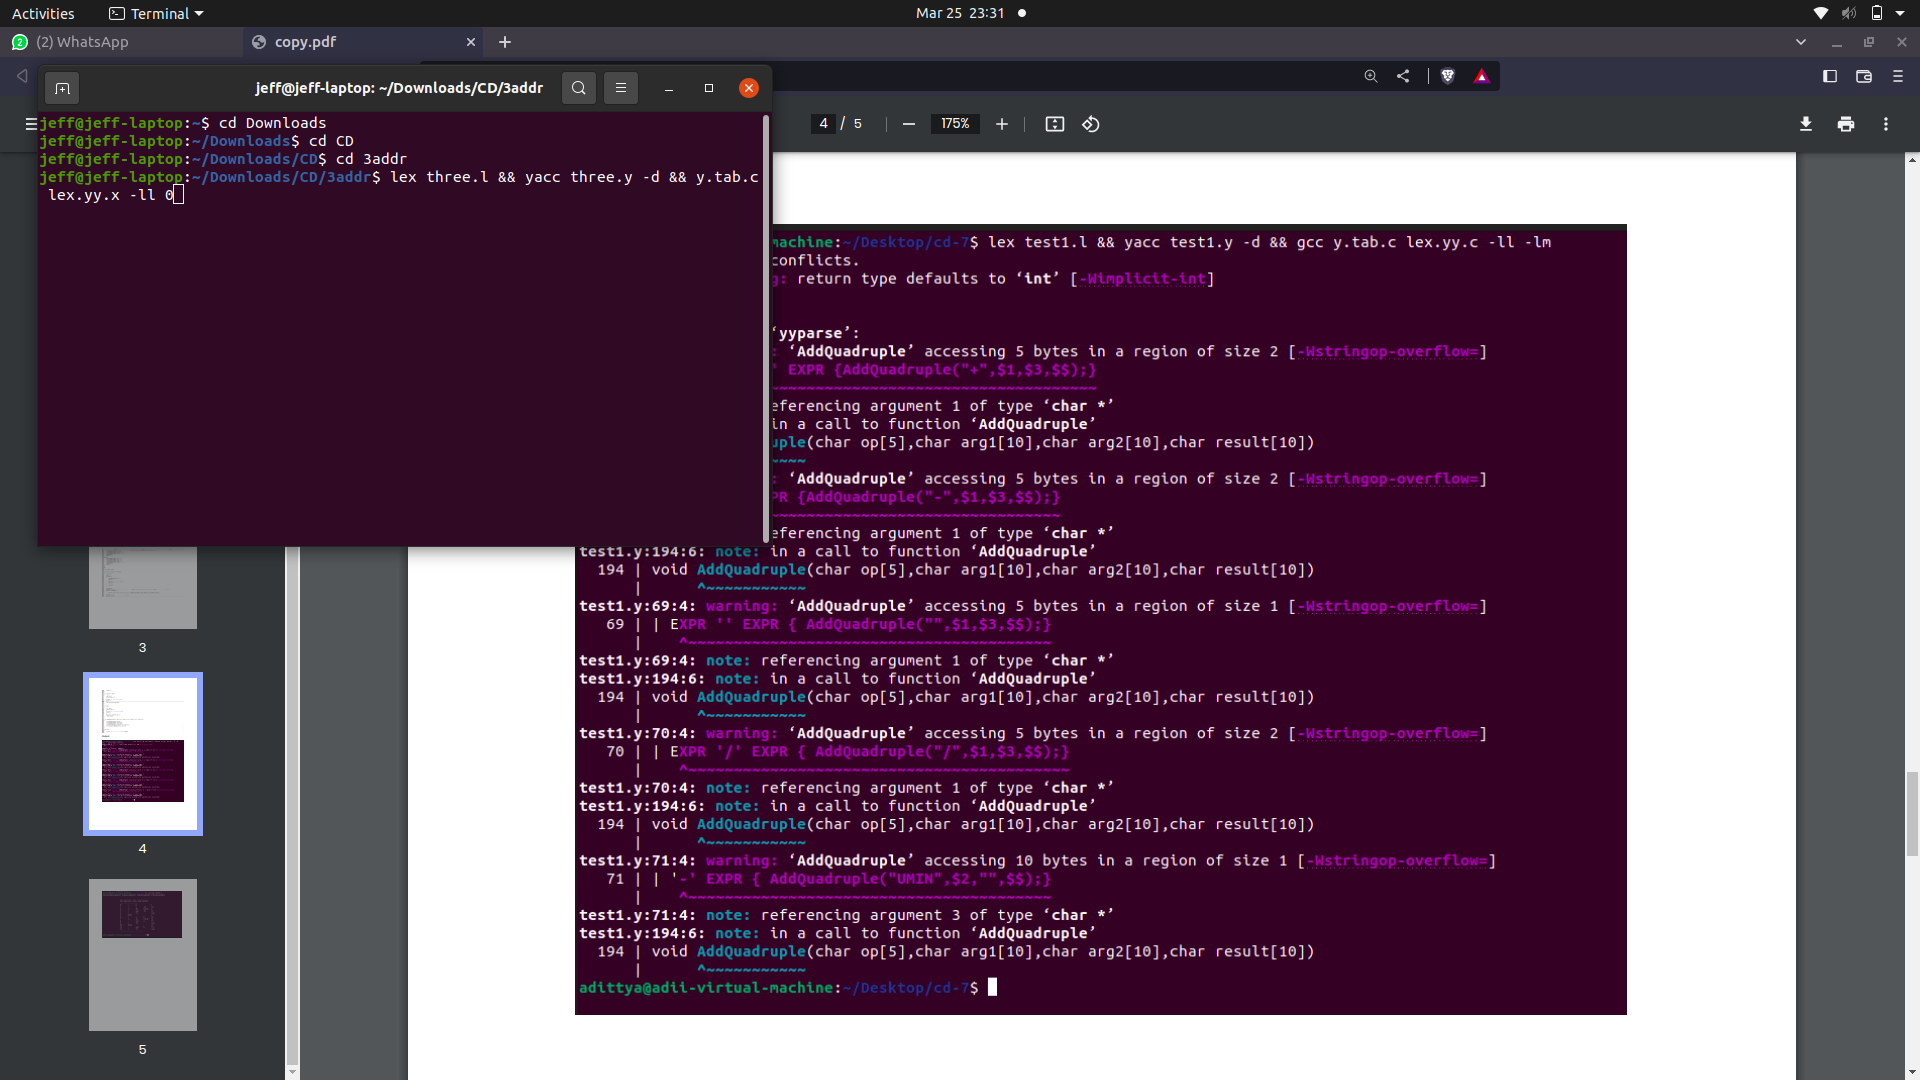 Activities
Terminal
Mar 25 23:31
(2) WhatsApp
copy.pdf
jeff@jeff-laptop: ~/Downloads/CD/3addr
4 / 5
175%
jeff@jeff-laptop:~$ cd Downloads
jeff@jeff-laptop:~/Downloads$ cd CD
jeff@jeff-laptop:~/Downloads/CD$ cd 3addr
jeff@jeff-laptop:~/Downloads/CD/3addr$ lex three.l && yacc three.y -d && y.tab.c
lex.yy.x -ll 0
machine:~/Desktop/cd-7$ lex test1.l && yacc test1.y -d && gcc y.tab.c lex.yy.c -ll -lm
conflicts.
g: return type defaults to ‘int’ [-Wimplicit-int]
‘yyparse’:
: ‘AddQuadruple’ accessing 5 bytes in a region of size 2 [-Wstringop-overflow=]
' EXPR {AddQuadruple("+",$1,$3,$$);}
~~~~~~~~~~~~~~~~~~~~~~~~~~~~~~~~~~~~
eferencing argument 1 of type ‘char *’
in a call to function ‘AddQuadruple’
uple(char op[5],char arg1[10],char arg2[10],char result[10])
~~~~
: ‘AddQuadruple’ accessing 5 bytes in a region of size 2 [-Wstringop-overflow=]
PR {AddQuadruple("-",$1,$3,$$);}
~~~~~~~~~~~~~~~~~~~~~~~~~~~~~~~~
eferencing argument 1 of type ‘char *’
test1.y:194:6: note: in a call to function ‘AddQuadruple’
194 | void AddQuadruple(char op[5],char arg1[10],char arg2[10],char result[10])
| ^~~~~~~~~~~~
test1.y:69:4: warning: ‘AddQuadruple’ accessing 5 bytes in a region of size 1 [-Wstringop-overflow=]
69 | | EXPR '' EXPR { AddQuadruple("",$1,$3,$$);}
| ^~~~~~~~~~~~~~~~~~~~~~~~~~~~~~~~~~~~~~~~~
test1.y:69:4: note: referencing argument 1 of type ‘char *’
test1.y:194:6: note: in a call to function ‘AddQuadruple’
194 | void AddQuadruple(char op[5],char arg1[10],char arg2[10],char result[10])
| ^~~~~~~~~~~~
test1.y:70:4: warning: ‘AddQuadruple’ accessing 5 bytes in a region of size 2 [-Wstringop-overflow=]
70 | | EXPR '/' EXPR { AddQuadruple("/",$1,$3,$$);}
| ^~~~~~~~~~~~~~~~~~~~~~~~~~~~~~~~~~~~~~~~~~~
test1.y:70:4: note: referencing argument 1 of type ‘char *’
test1.y:194:6: note: in a call to function ‘AddQuadruple’
194 | void AddQuadruple(char op[5],char arg1[10],char arg2[10],char result[10])
| ^~~~~~~~~~~~
test1.y:71:4: warning: ‘AddQuadruple’ accessing 10 bytes in a region of size 1 [-Wstringop-overflow=]
71 | | '-' EXPR { AddQuadruple("UMIN",$2,"",$$);}
| ^~~~~~~~~~~~~~~~~~~~~~~~~~~~~~~~~~~~~~~~~
test1.y:71:4: note: referencing argument 3 of type ‘char *’
test1.y:194:6: note: in a call to function ‘AddQuadruple’
194 | void AddQuadruple(char op[5],char arg1[10],char arg2[10],char result[10])
| ^~~~~~~~~~~~
adittya@adii-virtual-machine:~/Desktop/cd-7$
3
4
5